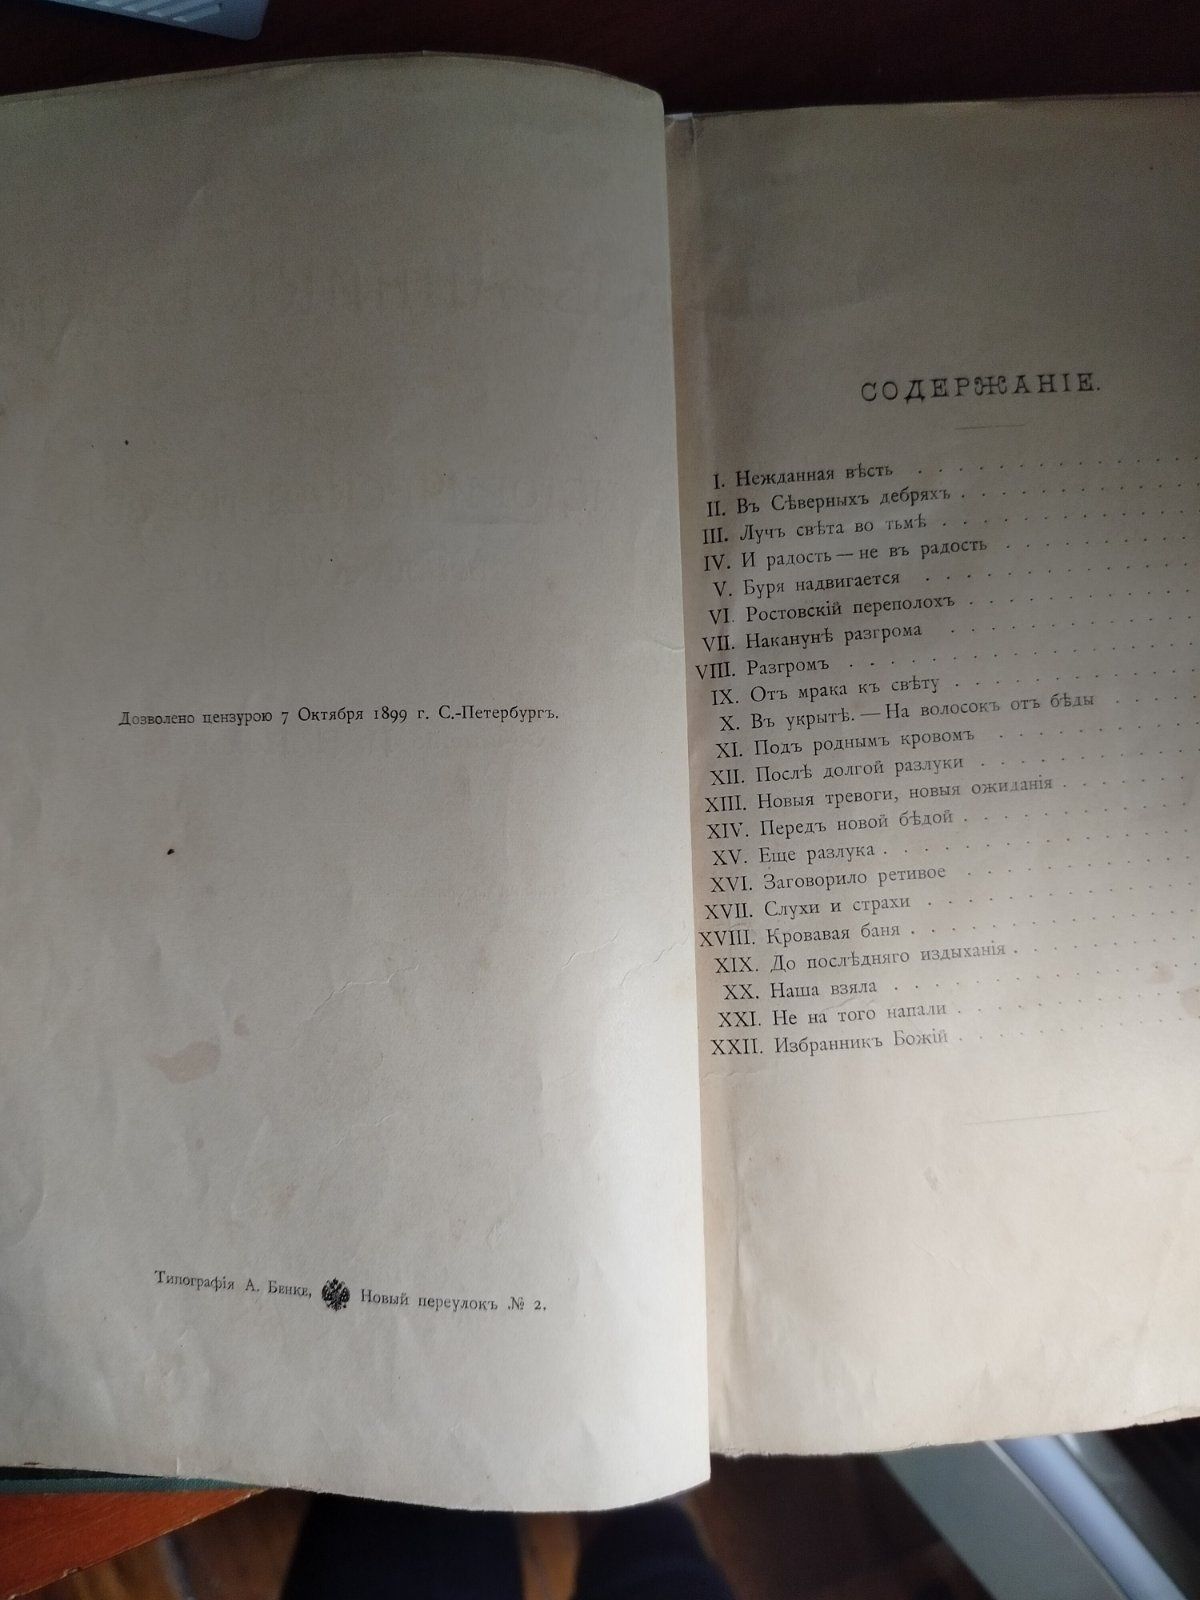 Дозволено цензурою 7 Октября 1899 г. С.-Петербургъ.
Типографія А. Бенке, Новый переулокъ № 2.
СОДЕРЖАНІЕ.
I. Нежданная вѣсть
II. Въ Сѣверныхъ дебряхъ
III. Лучъ свѣта во тьмѣ
IV. И радость — не въ радость
V. Буря надвигается
VI. Ростовскій переполохъ
VII. Наканунѣ разгрома
VIII. Разгромъ
IX. Отъ мрака къ свѣту
X. Въ укрытѣ. — На волосокъ отъ бѣды
XI. Подъ роднымъ кровомъ
XII. Послѣ долгой разлуки
XIII. Новыя тревоги, новыя ожиданія
XIV. Передъ новой бѣдой
XV. Еще разлука
XVI. Заговорило ретивое
XVII. Слухи и страхи
XVIII. Кровавая баня
XIX. До послѣдняго издыханія
XX. Наша взяла
XXI. Не на того напали
XXII. Избранникъ Божій